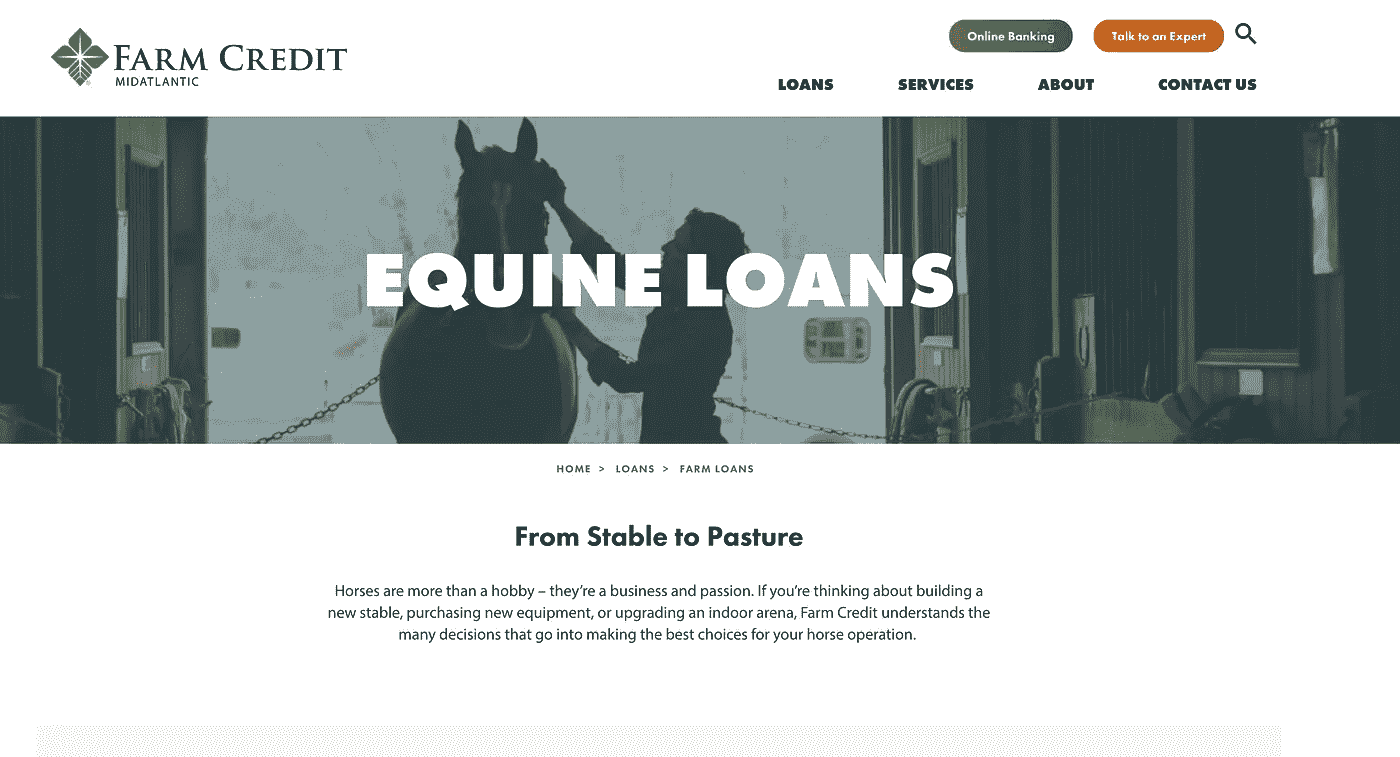 FARM CREDIT
MIDATLANTIC
Online Banking
Talk to an Expert
LOANS SERVICES ABOUT CONTACT US
EQUINE LOANS
HOME > LOANS > FARM LOANS
From Stable to Pasture
Horses are more than a hobby – they're a business and passion. If you're thinking about building a
new stable, purchasing new equipment, or upgrading an indoor arena, Farm Credit understands the
many decisions that go into making the best choices for your horse operation.